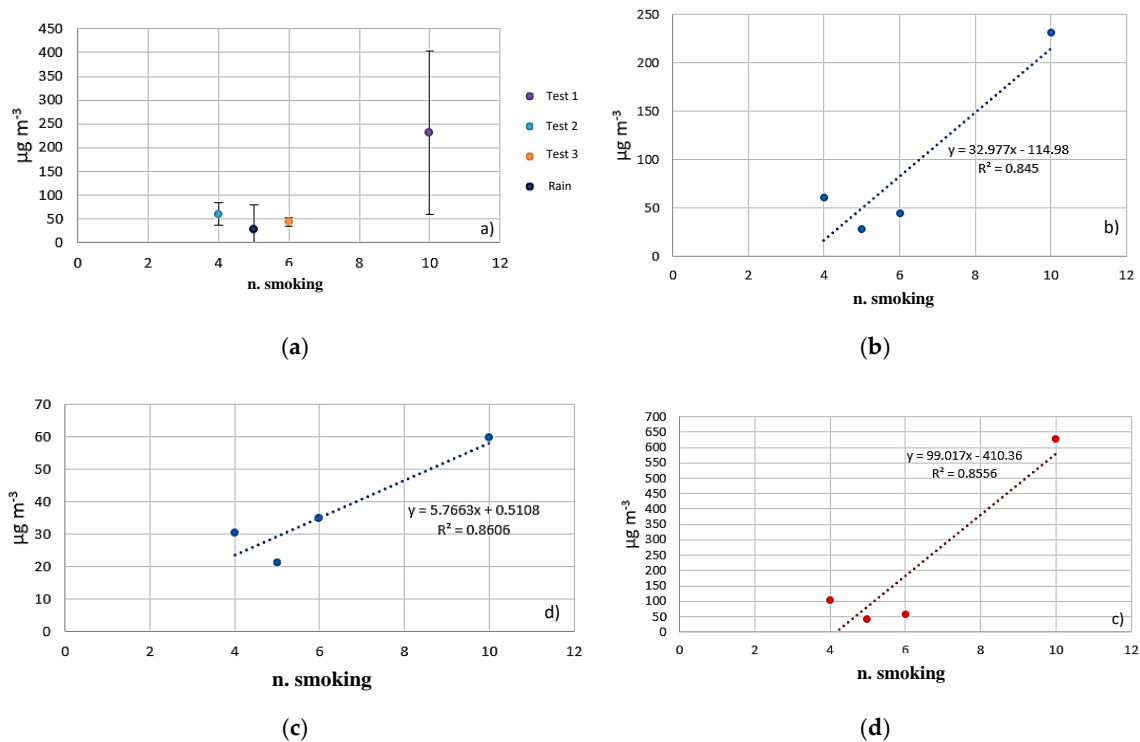 450
400
350
300
250
200
150
100
50
0
µg m-3
0 2 4 6 8 10 12
n. smoking
a)
Test 1
Test 2
Test 3
Rain
(a)
250
200
150
100
50
0
µg m-3
y = 32.977x - 114.98
R² = 0.845
b)
0 2 4 6 8 10 12
n. smoking
(b)
70
60
50
40
30
20
10
0
µg m-3
y = 5.7663x + 0.5108
R² = 0.8606
d)
0 2 4 6 8 10 12
n. smoking
(c)
700
650
600
550
500
450
400
350
300
250
200
150
100
50
0
µg m-3
y = 99.017x - 410.36
R² = 0.8556
c)
0 2 4 6 8 10 12
n. smoking
(d)